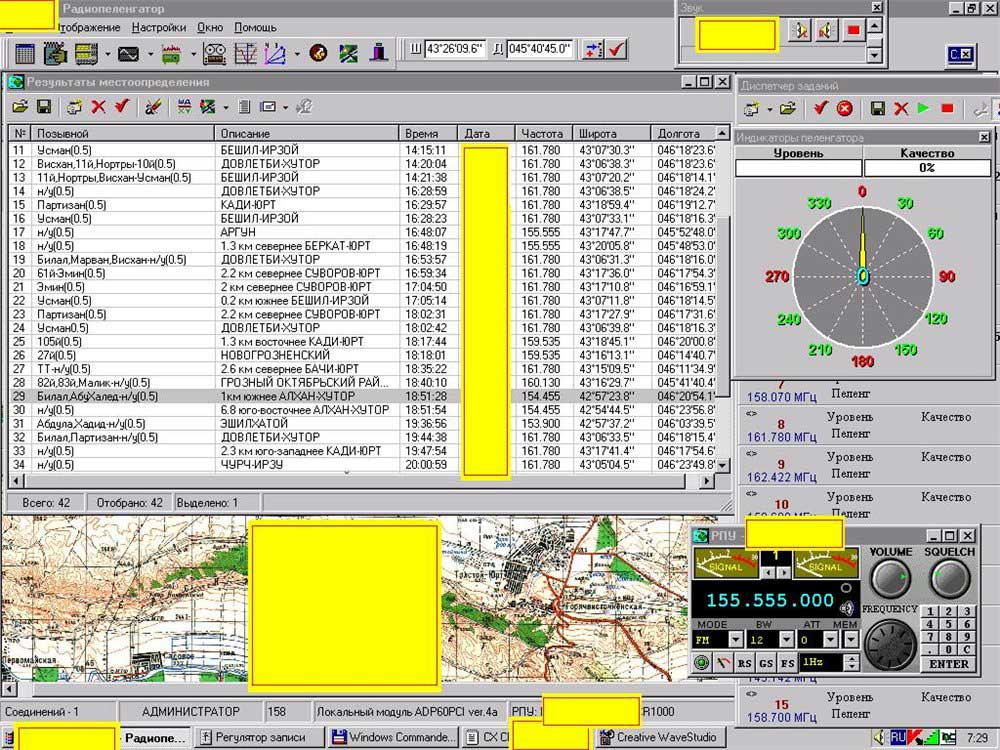 Радиопеленгатор
Настройки Окно Помощь
Звук
Ш 43°26'09.6" Д 045°40'45.0"
Результаты местоопределения
Диспетчер заданий
№ Позывной Описание Время Дата Частота Широта Долгота
11 Усман(0.5) БЕШИЛ-ИРЗОЙ 14:15:11 161.780 43°07'30.3'' 046°18'23.6'
12 Висхан,11й,Нортры-10й(0.5) ДОВЛЕТБИ-ХУТОР 14:20:04 161.780 43°06'38.3'' 046°18'23.6'
13 11й,Нортры,Висхан-Усман(0.5) БЕШИЛ-ИРЗОЙ 14:21:38 161.780 43°07'20.2'' 046°18'14.1'
14 н/у(0.5) ДОВЛЕТБИ-ХУТОР 16:28:59 161.780 43°06'38.5'' 046°18'24.2'
15 Партизан(0.5) КАДИ-ЮРТ 16:29:57 161.780 43°18'59.4'' 046°19'12.7'
16 Усман(0.5) БЕШИЛ-ИРЗОЙ 16:28:23 161.780 43°07'33.1'' 046°18'16.3'
17 н/у(0.5) АРГУН 16:48:07 155.555 43°17'47.7'' 045°52'48.0'
18 н/у(0.5) 1.3 км севернее БЕРКАТ-ЮРТ 16:48:19 155.555 43°20'05.8'' 045°48'53.0'
19 Билал,Марван,Висхан-н/у(0.5) ДОВЛЕТБИ-ХУТОР 16:53:57 161.780 43°06'31.3'' 046°18'16.0'
20 61й-Эмин(0.5) 2.2 км севернее СУВОРОВ-ЮРТ 16:59:34 161.780 43°17'36.0'' 046°17'54.3'
21 Эмин(0.5) 2 км севернее СУВОРОВ-ЮРТ 17:04:50 161.780 43°17'10.8'' 046°16'59.1'
22 Усман(0.5) 0.2 км южнее БЕШИЛ-ИРЗОЙ 17:05:14 161.780 43°07'11.8'' 046°18'14.5'
23 Партизан(0.5) 2.2 км севернее СУВОРОВ-ЮРТ 18:02:31 161.780 43°17'27.9'' 046°17'31.6'
24 Усман0.5) ДОВЛЕТБИ-ХУТОР 18:02:42 161.780 43°06'39.8'' 046°18'16.3'
25 105й(0.5) 1.3 км восточнее КАДИ-ЮРТ 18:17:44 159.535 43°18'45.1'' 046°20'00.8'
26 27й(0.5) НОВОГРОЗНЕНСКИЙ 18:18:01 159.535 43°16'13.1'' 046°14'40.7'
27 ТТ-н/у(0.5) 2.6 км севернее БАЧИ-ЮРТ 18:35:22 161.780 43°15'09.5'' 046°11'34.9'
28 82й,83й,Малик-н/у(0.5) ГРОЗНЫЙ ОКТЯБРЬСКИЙ РАЙ... 18:40:10 160.130 43°16'29.7'' 045°41'40.4'
29 Билал,АбуХалед-н/у(0.5) 1км южнее АЛХАН-ХУТОР 18:51:28 154.455 42°57'23.8'' 046°20'54.1'
30 н/у(0.5) 6.8 юго-восточнее АЛХАН-ХУТОР 18:51:54 154.455 42°54'44.5'' 046°23'56.8'
31 Абдула,Хадид-н/у(0.5) ЭШИЛХАТОЙ 19:36:56 153.900 42°57'37.2'' 046°03'39.5'
32 Билал,Партизан-н/у(0.5) ДОВЛЕТБИ-ХУТОР 19:44:38 161.780 43°06'33.5'' 046°18'15.4'
33 н/у(0.5) 2.3 км юго-западнее КАДИ-ЮРТ 19:47:54 161.780 43°17'41.4'' 046°17'54.6'
34 н/у(0.5) ЧУРЧ-ИРЗУ 20:00:59 161.780 43°05'04.5'' 046°23'49.8'
Всего: 42 Отобрано: 42 Выделено: 1
Индикаторы пеленгатора
Уровень Качество
0%
0
330 30
300 60
270 0 90
240 120
210 150
180
7
158.070 МГц Пеленг
<> Уровень Качество
8
161.780 МГц Пеленг
<> Уровень Качество
9
162.422 МГц Пеленг
<> Уровень Качество
10
Толстой-Юрт
Горячеисточненская
Первомайская
Садовое
РПУ -
SIGNAL 1 SIGNAL
VOLUME SQUELCH
155.555.000
FREQUENCY
MODE BW ATT MEM
FM 12 0
RS GS FS 1Hz
1 2 3
4 5 6
7 8 9
. 0 C
ENTER
<> Уровень Качество
15
158.700 МГц Пеленг
Соединений - 1 АДМИНИСТРАТОР 158 Локальный модуль ADP60PCI ver.4a РПУ: R1000
Радиопе... Регулятор записи Windows Commande... CX Creative WaveStudio RU 7:29